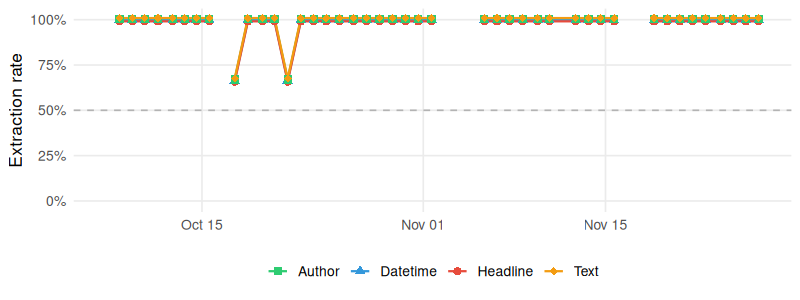 Extraction rate
100%
75%
50%
25%
0%
Oct 15 Nov 01 Nov 15
Author Datetime Headline Text